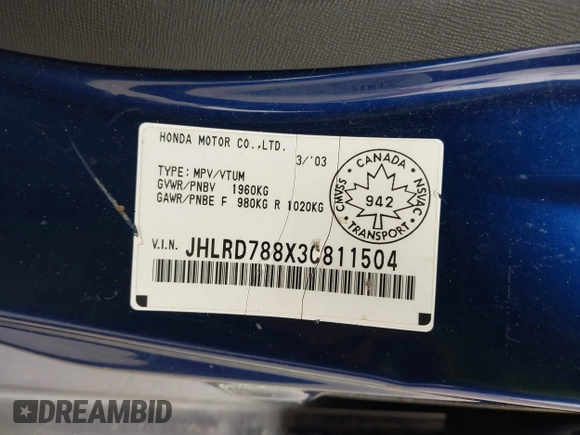 HONDA MOTOR CO.,LTD.
3/'03
TYPE: MPV/VTUM
GVWR/PNBV 1960KG
GAWR/PNBE F 980KG R 1020KG
CANADA
CMVSS
NSVAC
942
TRANSPORT
V.I.N. JHLRD788X3C811504
DREAMBID